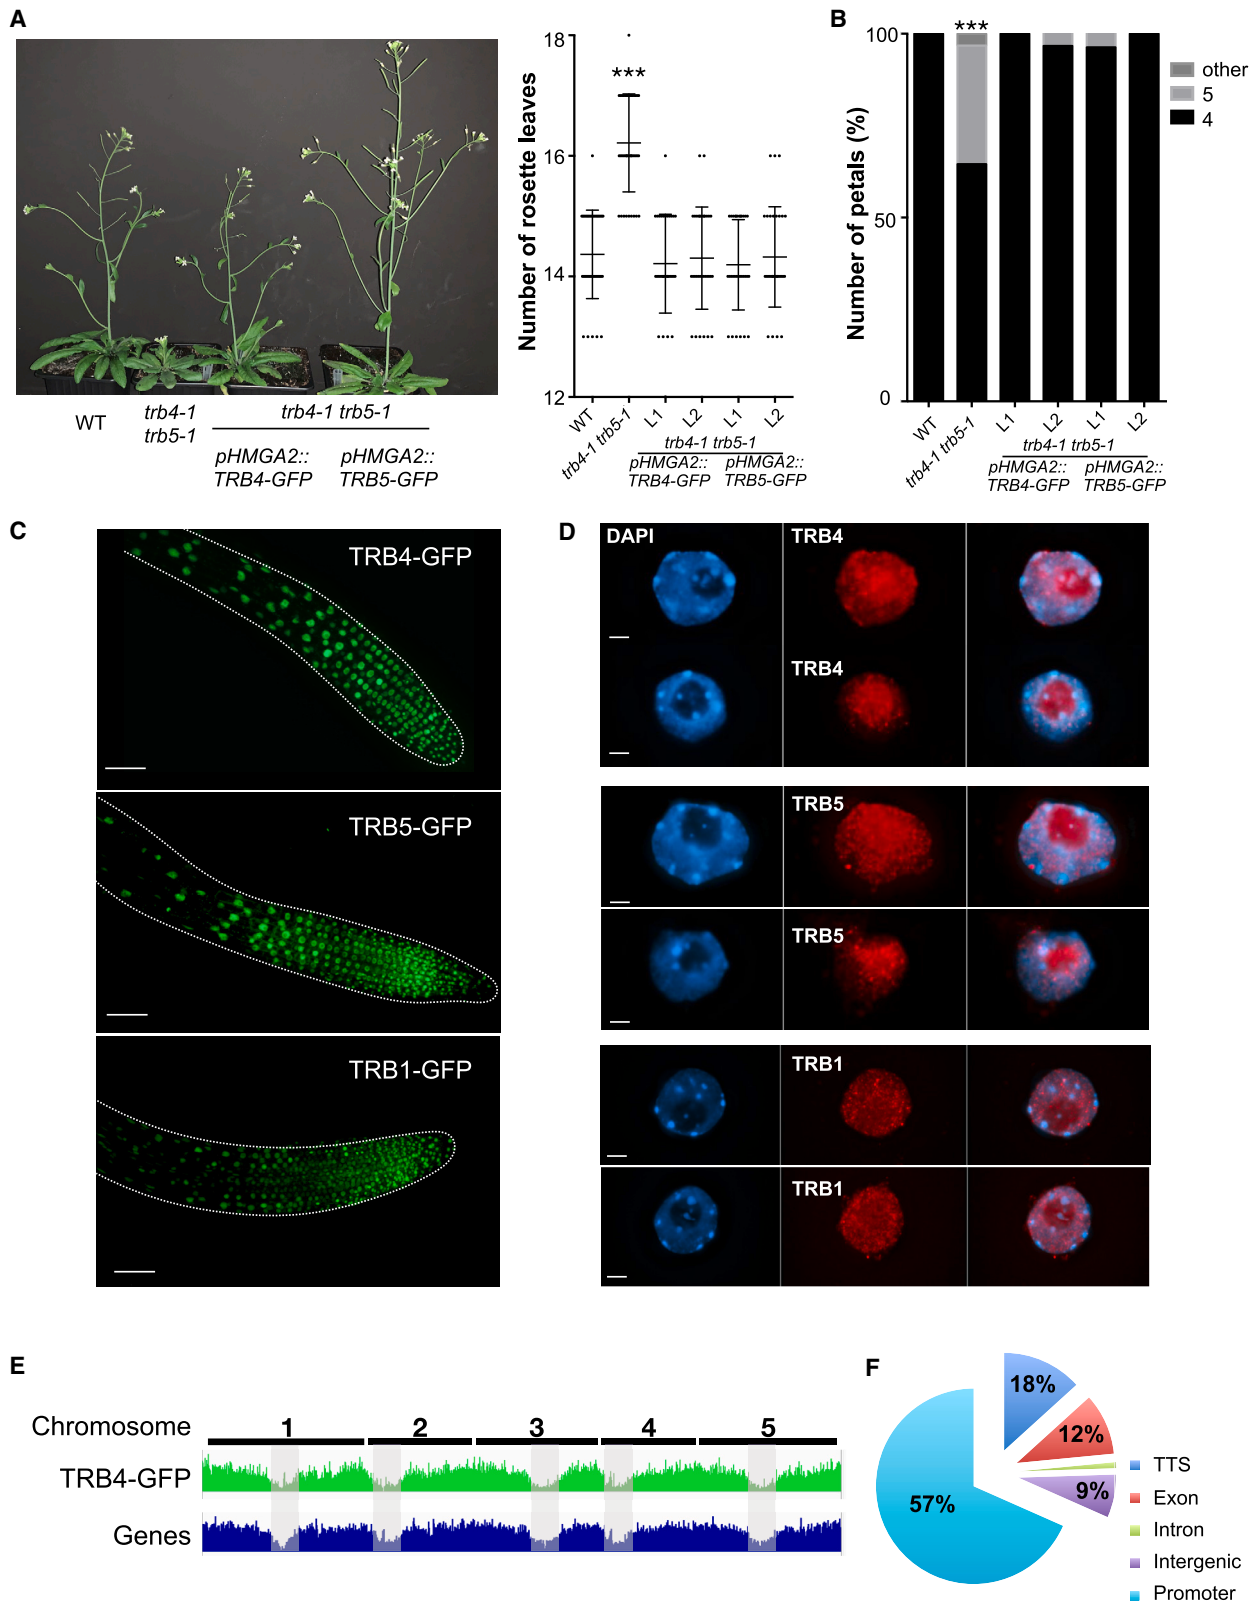 A
18
16
14
12
Number of rosette leaves
***
WT
trb4-1 trb5-1
L1
L2
L1
L2
trb4-1 trb5-1
pHMGA2::
TRB4-GFP
pHMGA2::
TRB5-GFP
WT
trb4-1
trb5-1
trb4-1 trb5-1
pHMGA2::
TRB4-GFP
pHMGA2::
TRB5-GFP
B
***
100
50
0
Number of petals (%)
other
5
4
WT
trb4-1 trb5-1
L1
L2
L1
L2
trb4-1 trb5-1
pHMGA2::
TRB4-GFP
pHMGA2::
TRB5-GFP
C
TRB4-GFP
TRB5-GFP
TRB1-GFP
D
DAPI
TRB4
TRB4
TRB5
TRB5
TRB1
TRB1
E
Chromosome 1 2 3 4 5
TRB4-GFP
Genes
F
18%
12%
9%
57%
TTS
Exon
Intron
Intergenic
Promoter